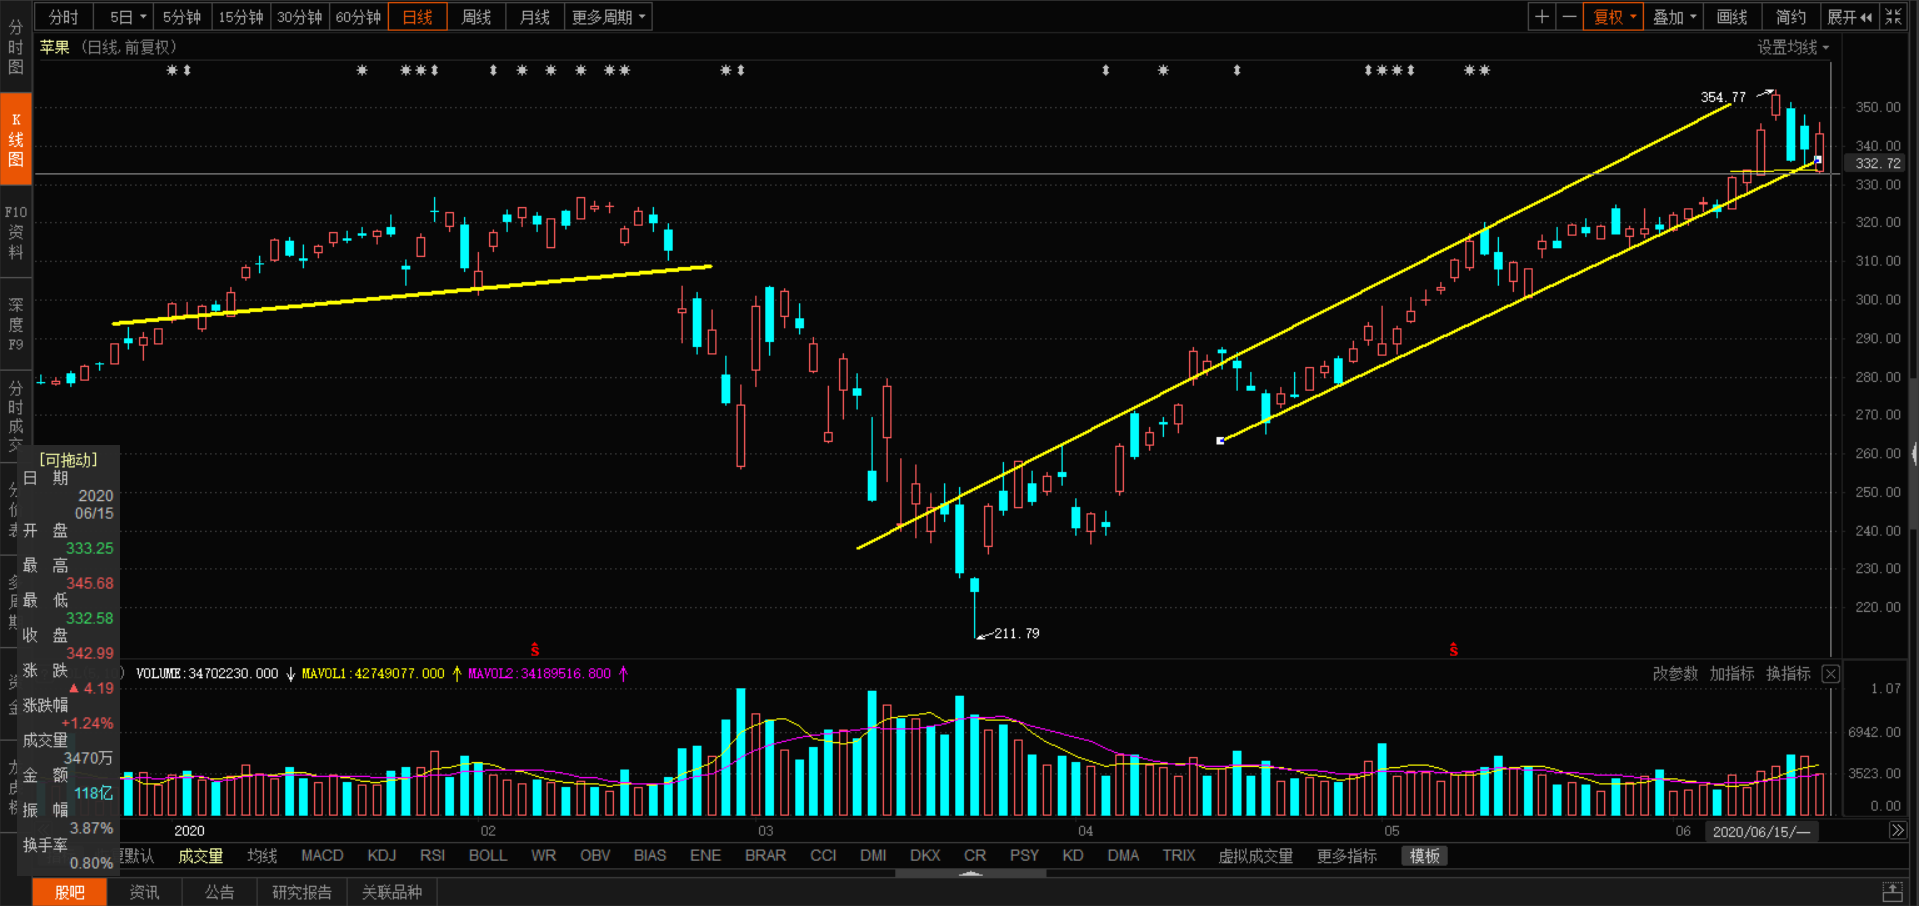 分时 5日 5分钟 15分钟 30分钟 60分钟 日线 周线 月线 更多周期 复权 叠加 画线 简约 展开
苹果 (日线,前复权) 设置均线
分时图
K线图
F10资料
深度F9
分时成交
354.77
350.00
340.00
332.72
330.00
320.00
310.00
300.00
290.00
280.00
270.00
260.00
250.00
240.00
230.00
220.00
211.79
[可拖动]
日 期
2020
06/15
开 盘
333.25
最 高
345.68
最 低
332.58
收 盘
342.99
涨 跌
▲4.19
涨跌幅
+1.24%
成交量
3470万
金 额
118亿
振 幅
3.87%
换手率
0.80%
VOLUME:34702230.000 ↓ MAVOL1:42749077.000 ↑ MAVOL2:34189516.800 ↑ 改参数 加指标 换指标
1.07
6942.00
3523.00
0.00
2020 02 03 04 05 06 2020/06/15/一
默认 成交量 均线 MACD KDJ RSI BOLL WR OBV BIAS ENE BRAR CCI DMI DKX CR PSY KD DMA TRIX 虚拟成交量 更多指标 模板
股吧 资讯 公告 研究报告 关联品种